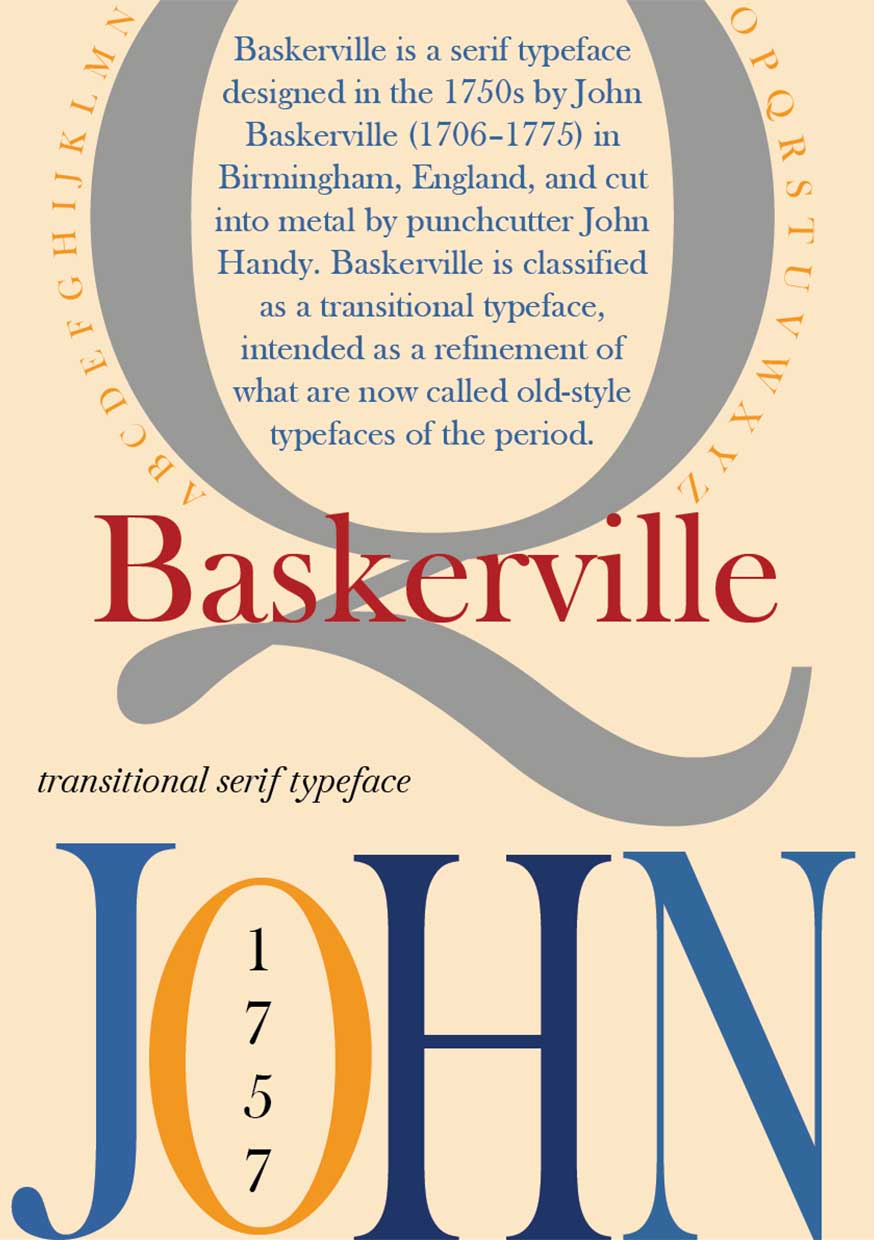 A B C D E F G H I J K L M N
O P Q R S T U V W X Y Z
Q
Baskerville is a serif typeface
designed in the 1750s by John
Baskerville (1706–1775) in
Birmingham, England, and cut
into metal by punchcutter John
Handy. Baskerville is classified
as a transitional typeface,
intended as a refinement of
what are now called old-style
typefaces of the period.
Baskerville
transitional serif typeface
JOHN
1
7
5
7